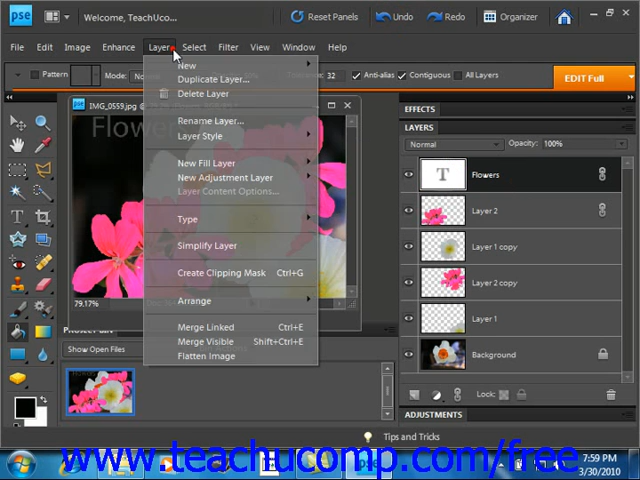 pse Welcome, TeachUco... Reset Panels Undo Redo Organizer
File Edit Image Enhance Layer Select Filter View Window Help
Pattern Mode: 32 Anti-alias Contiguous All Layers EDIT Full
IMG_0559.jpg
Flowers
79.17%
New
Duplicate Layer...
Delete Layer
Rename Layer...
Layer Style
New Fill Layer
New Adjustment Layer
Layer Content Options...
Type
Simplify Layer
Create Clipping Mask Ctrl+G
Arrange
Merge Linked Ctrl+E
Merge Visible Shift+Ctrl+E
Flatten Image
Show Open Files
EFFECTS
LAYERS
Normal Opacity: 100%
T Flowers
Layer 2
Layer 1 copy
Layer 2 copy
Layer 1
Background
Lock:
ADJUSTMENTS
Tips and Tricks
www.teachucomp.com/free
7:59 PM
3/30/2010